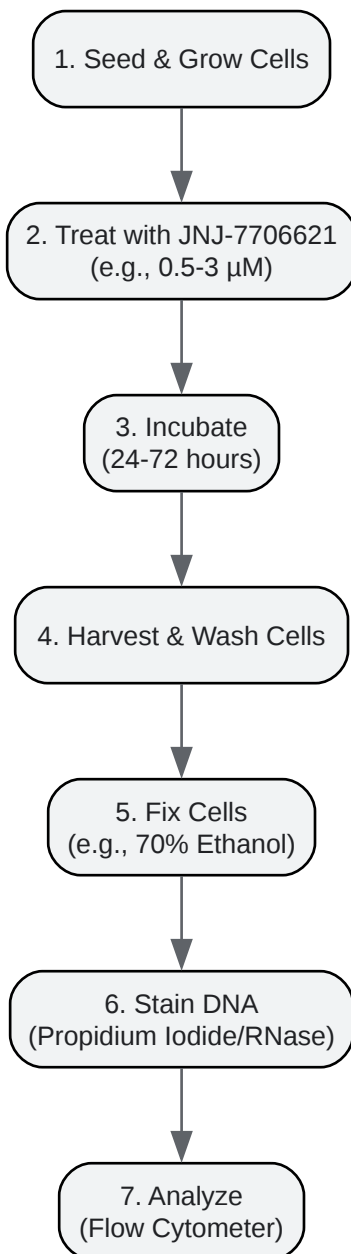 1. Seed & Grow Cells
2. Treat with JNJ-7706621
(e.g., 0.5-3 µM)
3. Incubate
(24-72 hours)
4. Harvest & Wash Cells
5. Fix Cells
(e.g., 70% Ethanol)
6. Stain DNA
(Propidium Iodide/RNase)
7. Analyze
(Flow Cytometer)